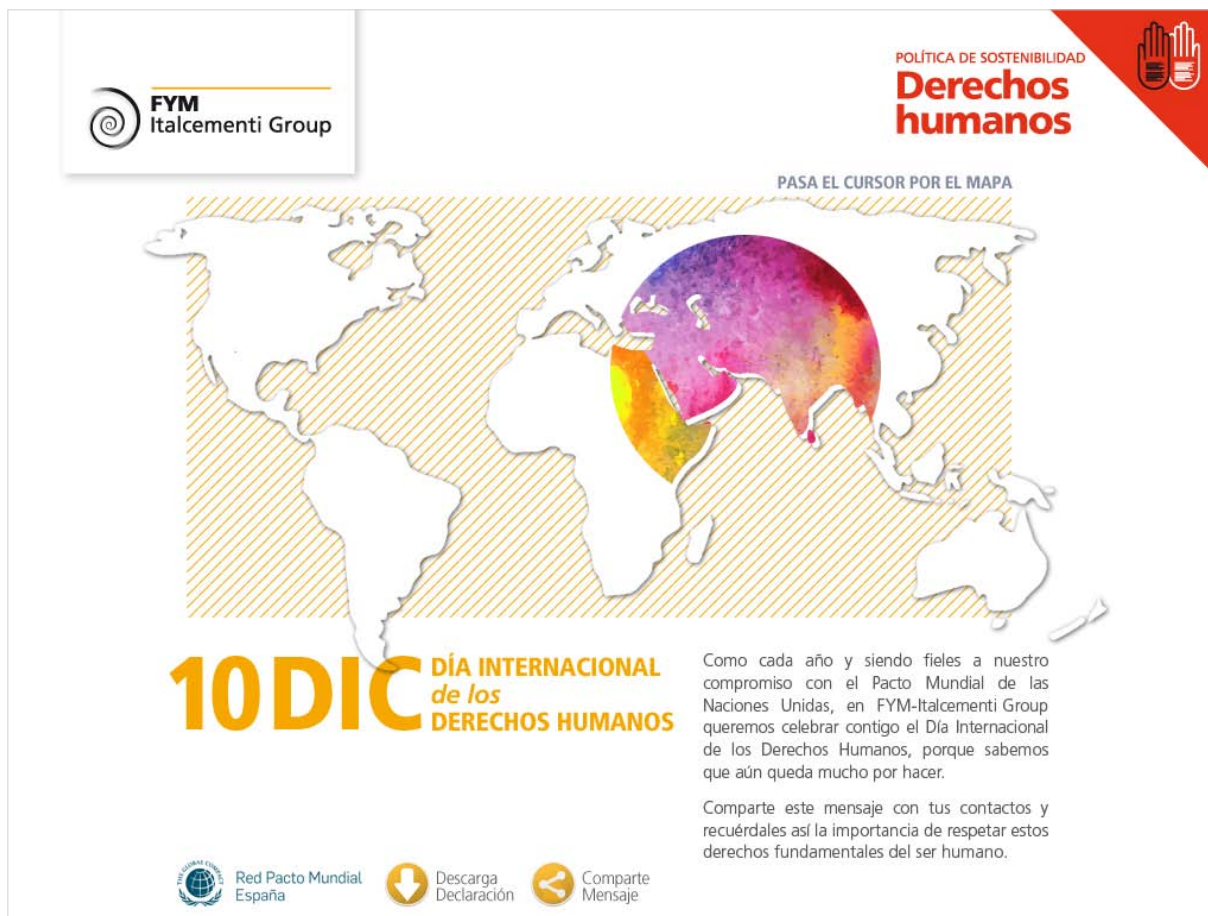 FYM
Italcementi Group
POLÍTICA DE SOSTENIBILIDAD
Derechos
humanos
PASA EL CURSOR POR EL MAPA
10 DIC
DÍA INTERNACIONAL
de los
DERECHOS HUMANOS
Como cada año y siendo fieles a nuestro
compromiso con el Pacto Mundial de las
Naciones Unidas, en FYM-Italcementi Group
queremos celebrar contigo el Día Internacional
de los Derechos Humanos, porque sabemos
que aún queda mucho por hacer.
Comparte este mensaje con tus contactos y
recuérdales así la importancia de respetar estos
derechos fundamentales del ser humano.
THE GLOBAL COMPACT
Red Pacto Mundial
España
Descarga
Declaración
Comparte
Mensaje